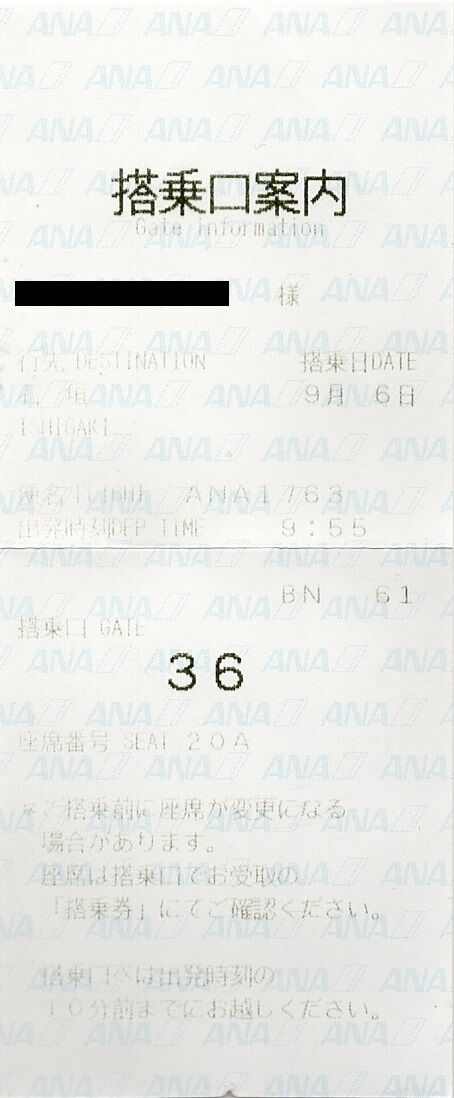 搭乗口案内
Gate Information
様
行先 DESTINATION 搭乗日DATE
石 垣 9月 6日
ISHIGAKI
便名 FLIGHT ANA1763
出発時刻DEP TIME 9:55
BN 61
搭乗口 GATE
36
座席番号 SEAT 20A
※ 搭乗前に座席が変更になる
場合があります。
座席は搭乗口でお受取の
「搭乗券」にてご確認ください。
搭乗口へは出発時刻の
10分前までにお越しください。